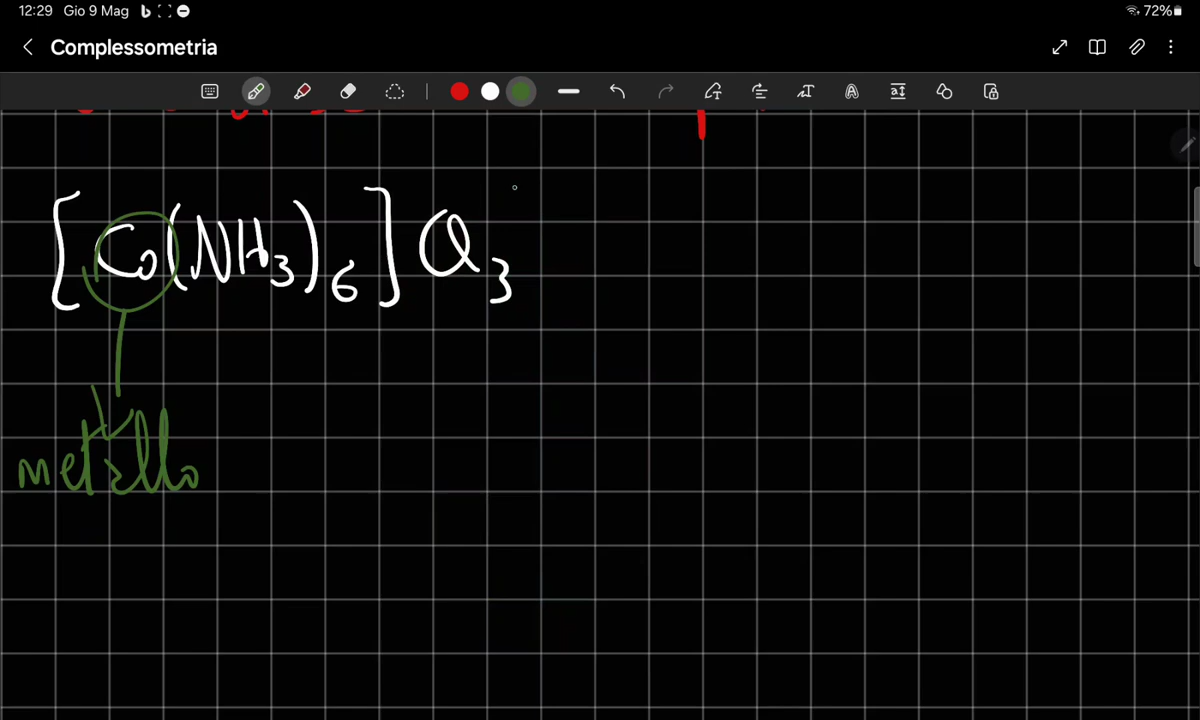 12:29 Gio 9 Mag 72%
Complessometria
[Co(NH₃)₆]Cl₃
metallo